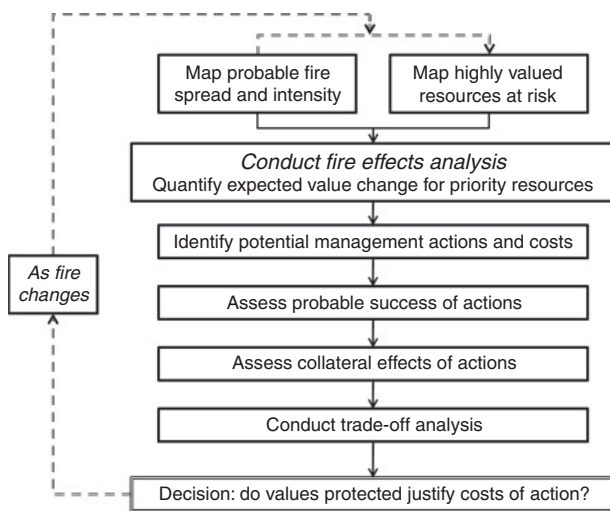 Map probable fire
spread and intensity
Map highly valued
resources at risk
Conduct fire effects analysis
Quantify expected value change for priority resources
Identify potential management actions and costs
As fire
changes
Assess probable success of actions
Assess collateral effects of actions
Conduct trade-off analysis
Decision: do values protected justify costs of action?